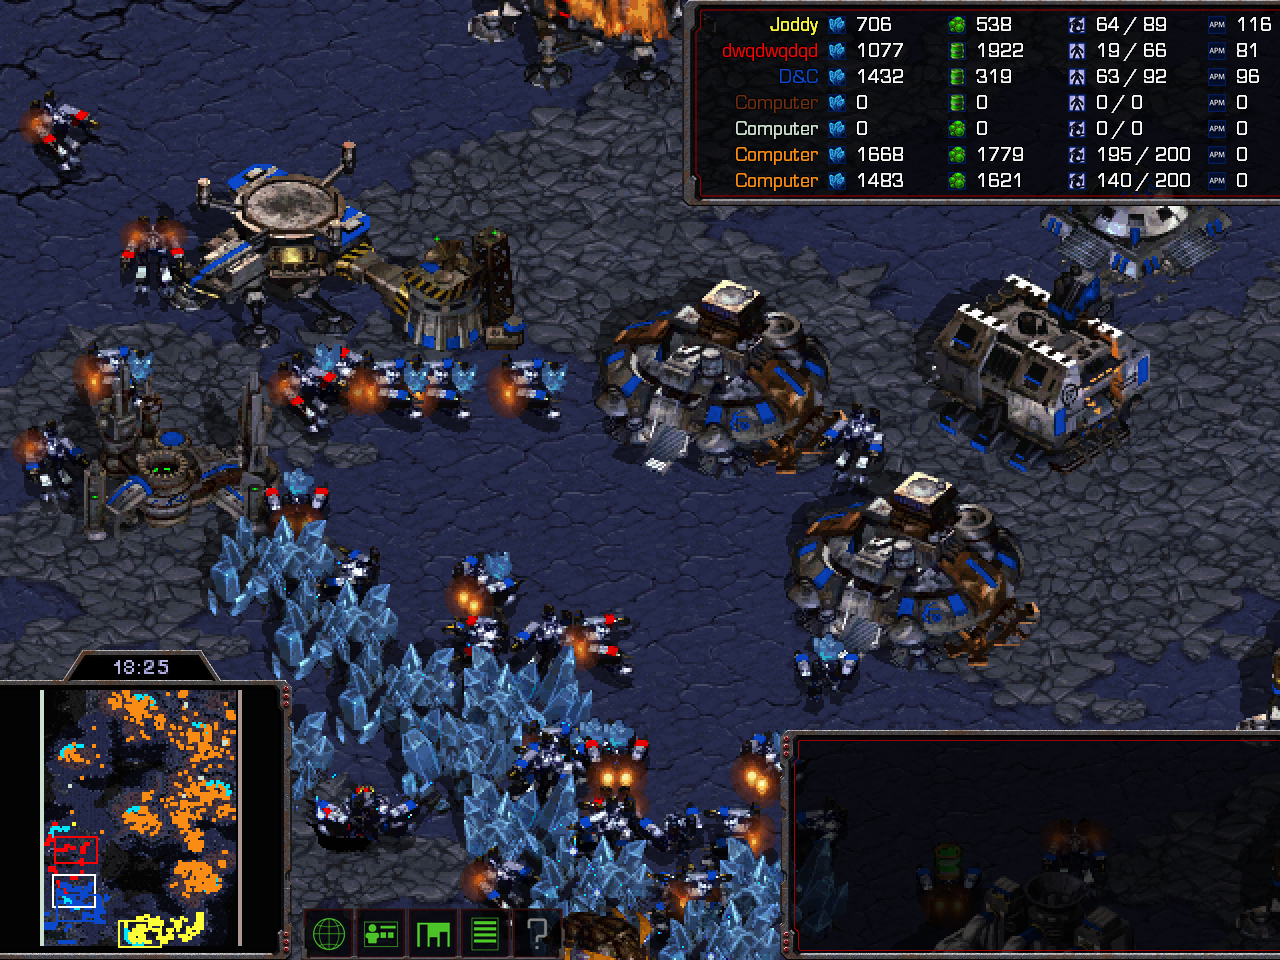 Joddy 706 538 64 / 89 APM 116
dwqdwqdqd 1077 1922 19 / 66 APM 81
D&C 1432 319 63 / 92 APM 96
Computer 0 0 0 / 0 APM 0
Computer 0 0 0 / 0 APM 0
Computer 1668 1779 195 / 200 APM 0
Computer 1483 1621 140 / 200 APM 0
18:25
?